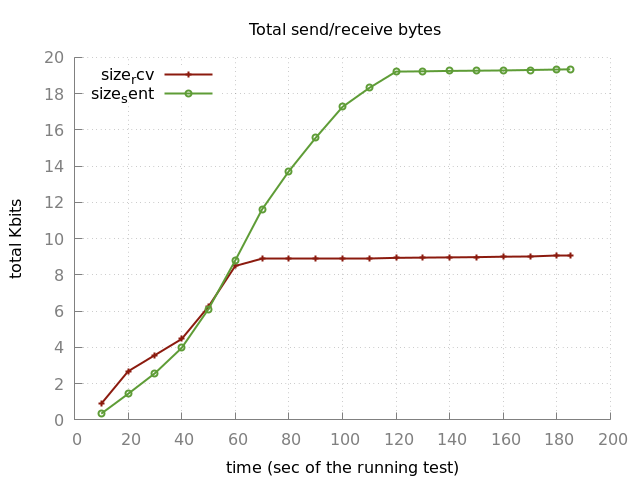 Total send/receive bytes
size_rcv
size_sent
20
18
16
14
12
10
8
6
4
2
0
0 20 40 60 80 100 120 140 160 180 200
total Kbits
time (sec of the running test)